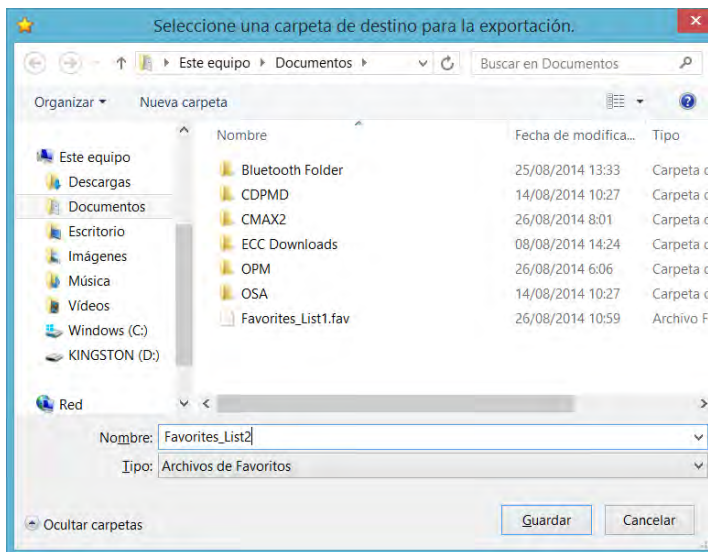 Seleccione una carpeta de destino para la exportación.
Este equipo Documentos
Buscar en Documentos
Organizar
Nueva carpeta
Nombre
Fecha de modifica...
Tipo
Este equipo
Descargas
Documentos
Escritorio
Imágenes
Música
Vídeos
Windows (C:)
KINGSTON (D:)
Red
Bluetooth Folder 25/08/2014 13:33 Carpeta d
CDPMD 14/08/2014 10:27 Carpeta d
CMAX2 26/08/2014 8:01 Carpeta d
ECC Downloads 08/08/2014 14:24 Carpeta d
OPM 26/08/2014 6:06 Carpeta d
OSA 14/08/2014 10:27 Carpeta d
Favorites_List1.fav 26/08/2014 10:59 Archivo F
Nombre: Favorites_List2
Tipo: Archivos de Favoritos
Ocultar carpetas
Guardar
Cancelar